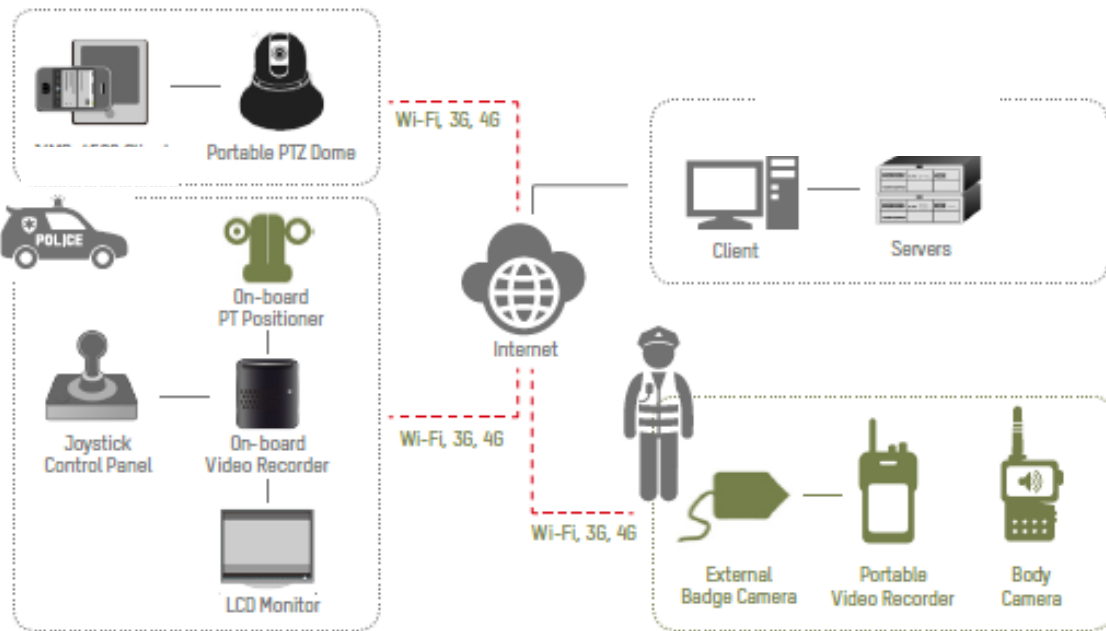 Portable PTZ Dome
Wi-Fi, 3G, 4G
POLICE
On-board
PT Positioner
Joystick
Control Panel
On-board
Video Recorder
LCD Monitor
Wi-Fi, 3G, 4G
Internet
Client
Servers
Wi-Fi, 3G, 4G
External
Badge Camera
Portable
Video Recorder
Body
Camera